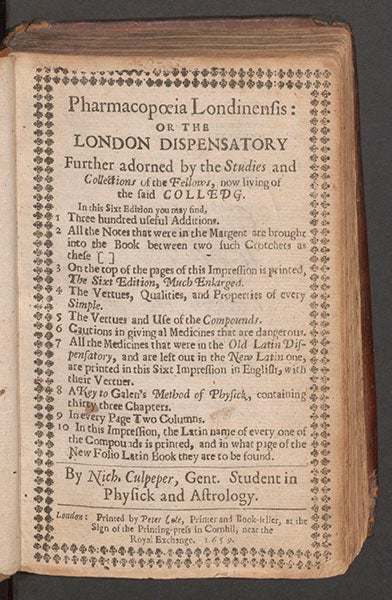 Pharmacopœia Londinensis:
OR THE
LONDON DISPENSATORY
Further adorned by the Studies and
Collections of the Fellows, now living of
the said COLLEDG.
In this Sixt Edition you may find,
1 Three hundred useful Additions.
2 All the Notes that were in the Margent are brought
into the Book between two such Crotchets as
these [ ]
3 On the top of the pages of this Impression is printed,
The Sixt Edition, Much Enlarged.
4 The Vertues, Qualities, and Properties of every
Simple.
5 The Vertues and Use of the Compounds.
6 Cautions in giving al Medicines that are dangerous.
7 All the Medicines that were in the Old Latin Dis-
pensatory, and are left out in the New Latin one,
are printed in this Sixt Impression in English, with
their Vertues.
8 A Key to Galen's Method of Physick, containing
thirty three Chapters.
9 In every Page Two Columns.
10 In this Impression, the Latin name of every one of
the Compounds is printed, and in what page of the
New Folio Latin Book they are to be found.
By Nich. Culpeper, Gent. Student in
Physick and Astrology.
London: Printed by Peter Cole, Printer and Book-seller, at the
Sign of the Printing-press in Cornhill, near the
Royal Exchange. 1659.